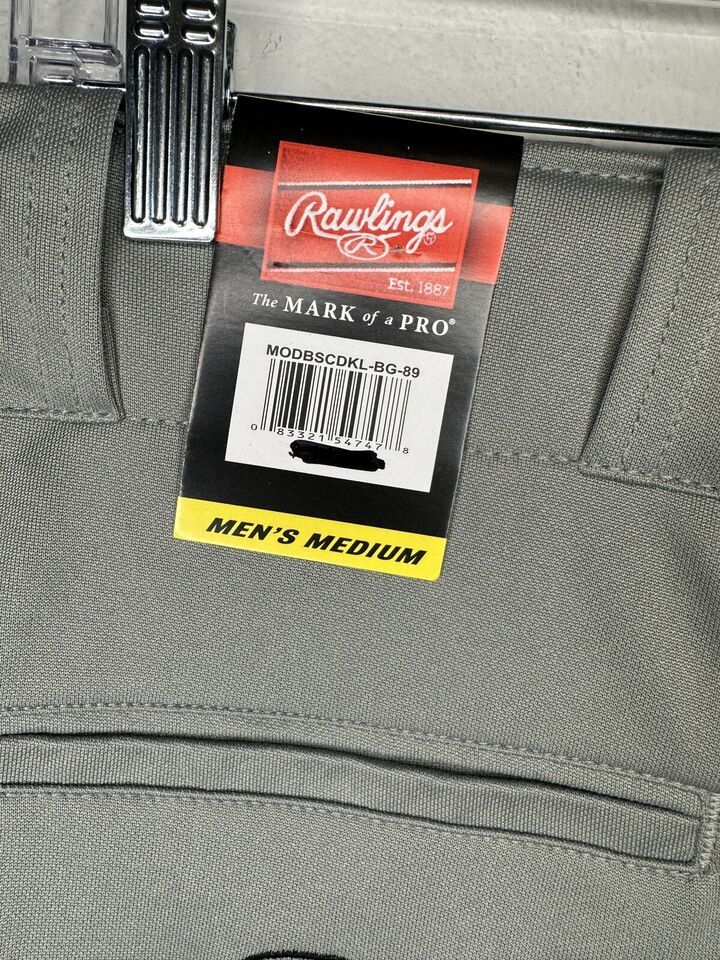 Rawlings®
R
Est. 1887
The MARK of a PRO®
MODBSCDKL-BG-89
0 83321 54747 8
MEN'S MEDIUM